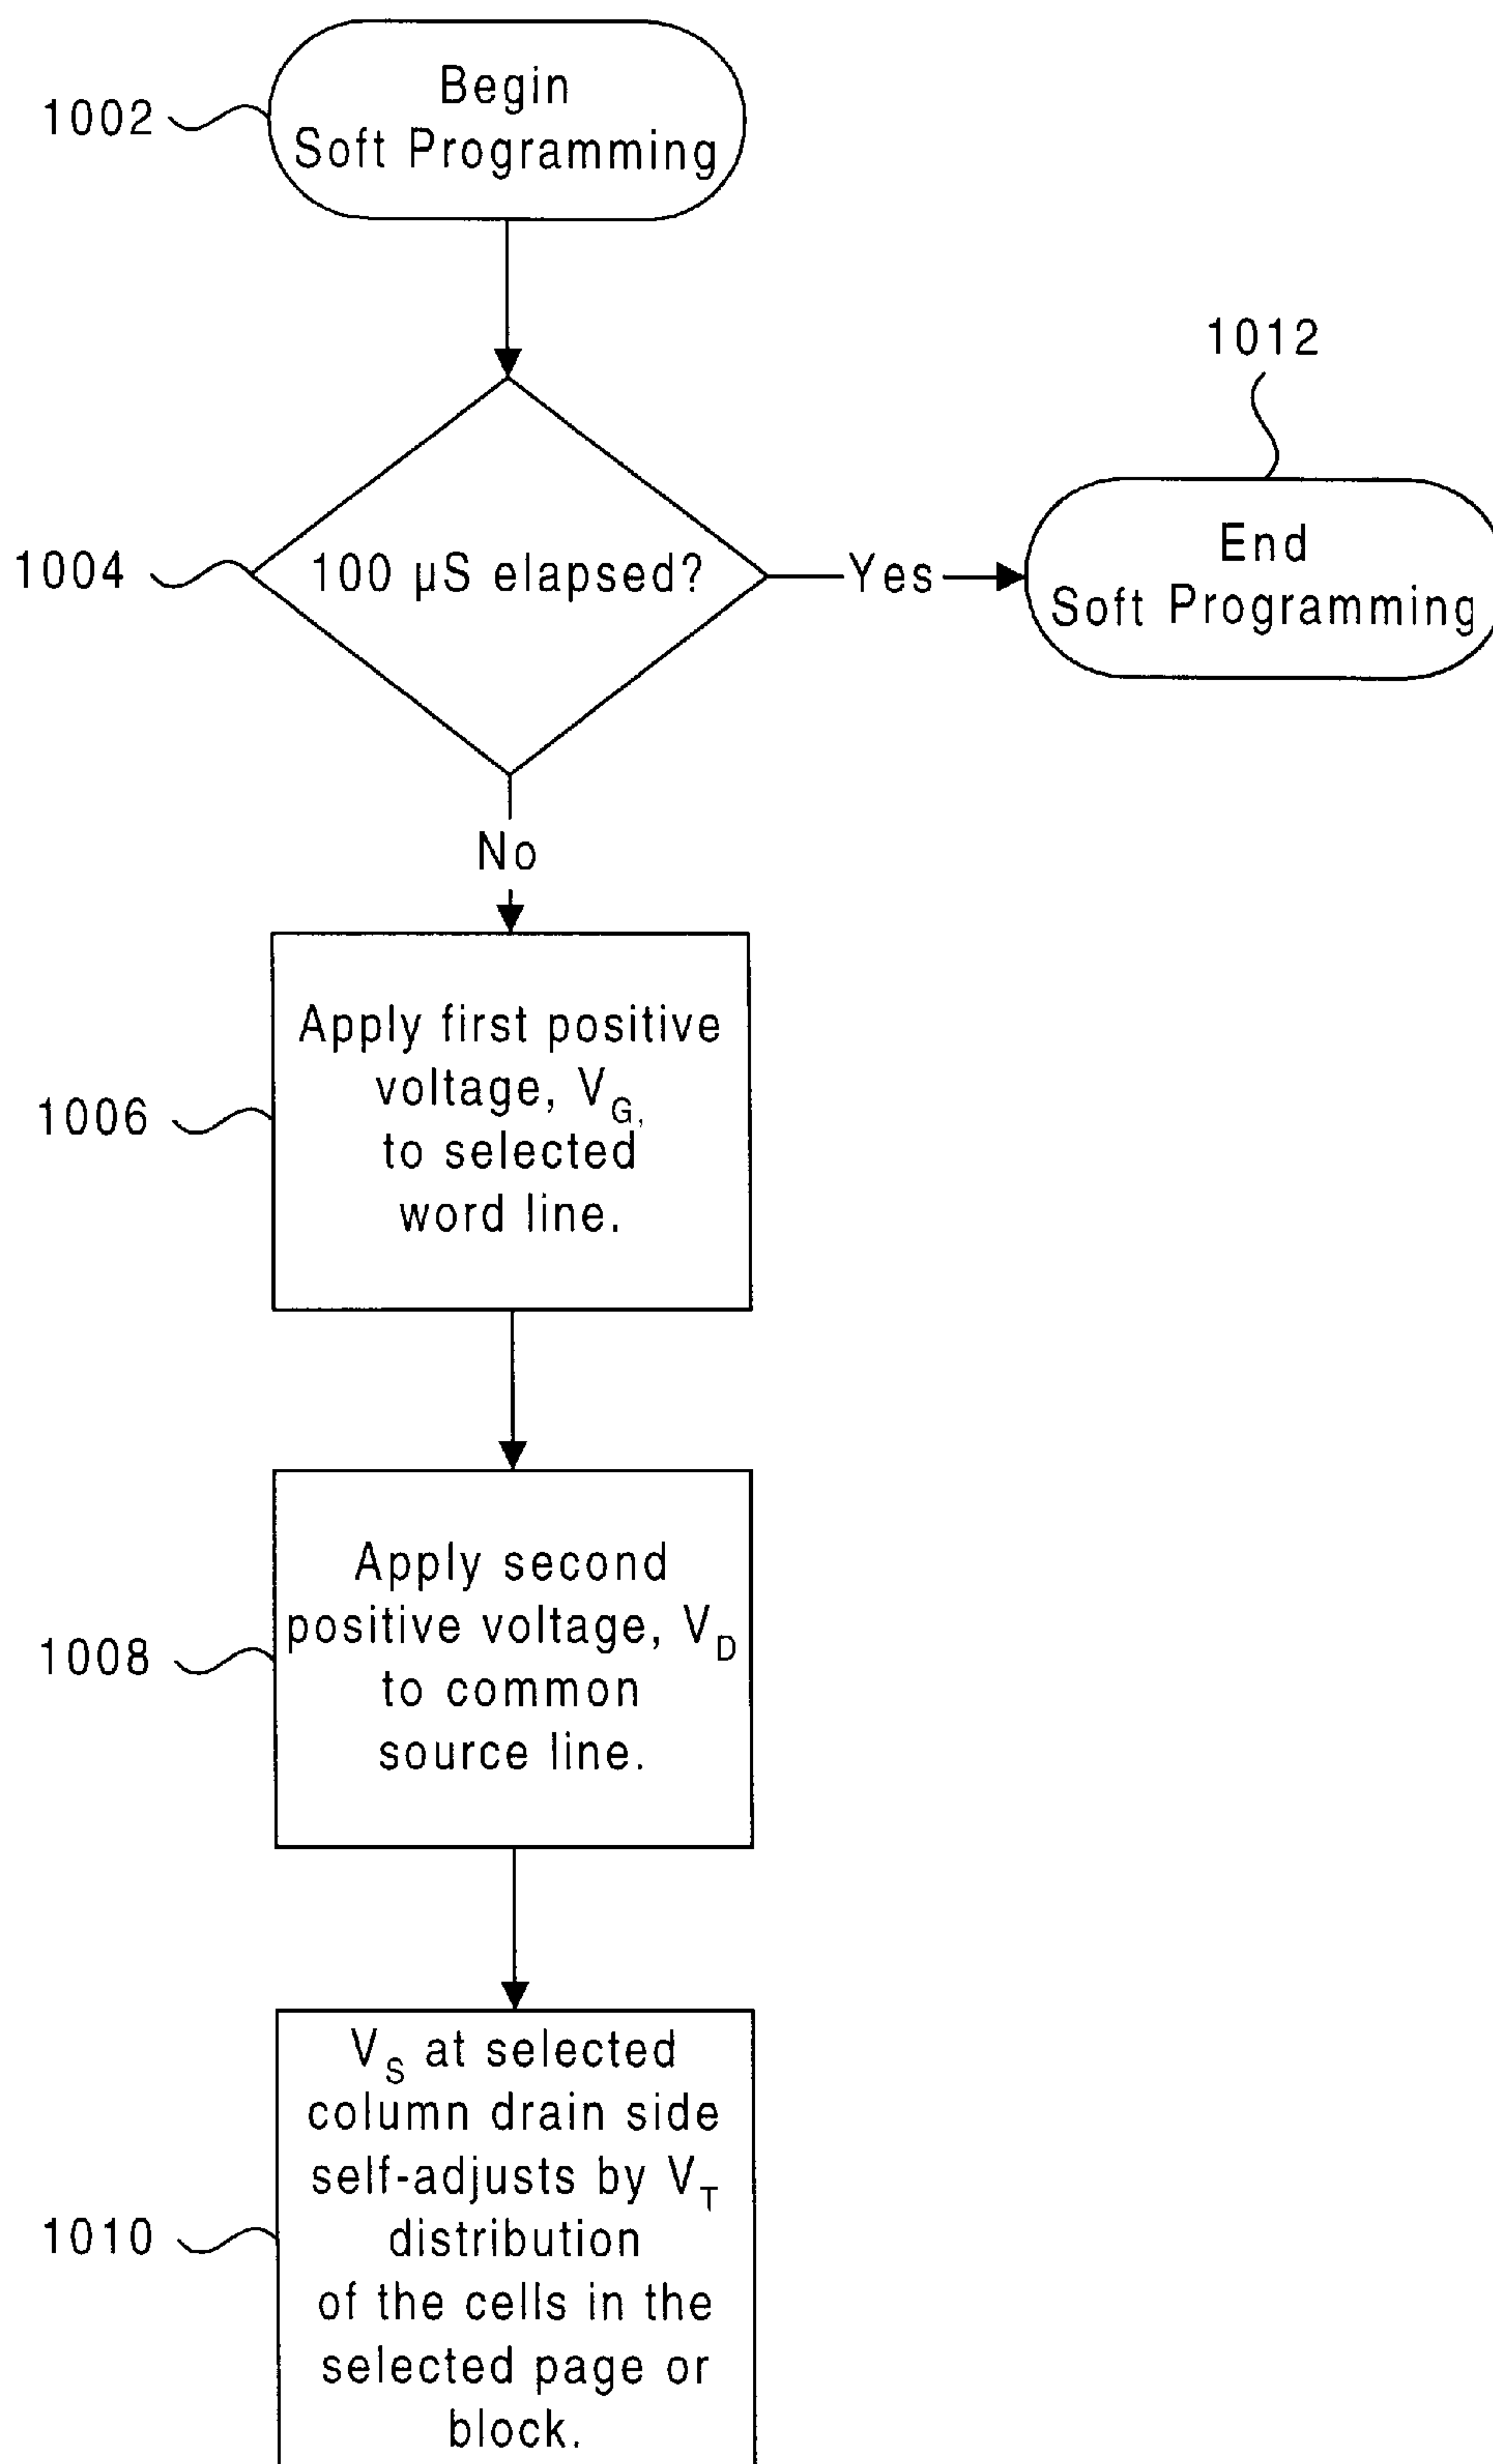 1002
Begin
Soft Programming
1012
1004
100 µS elapsed?
Yes
End
Soft Programming
No
1006
Apply first positive
voltage, VG,
to selected
word line.
1008
Apply second
positive voltage, VD
to common
source line.
1010
VS at selected
column drain side
self-adjusts by VT
distribution
of the cells in the
selected page or
block.